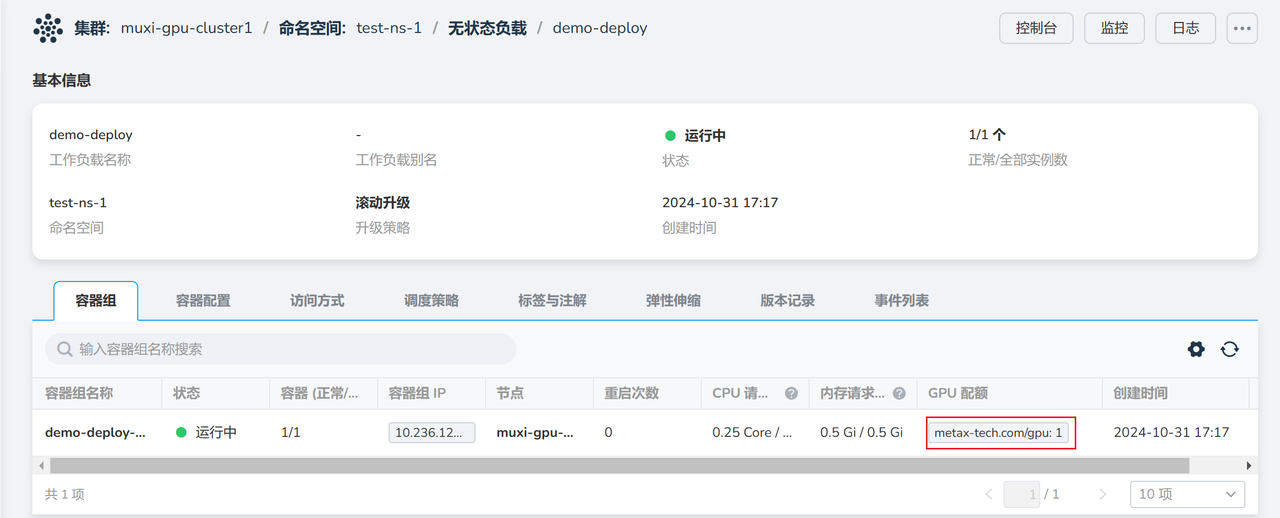 集群: muxi-gpu-cluster1 / 命名空间: test-ns-1 / 无状态负载 / demo-deploy
控制台 监控 日志
基本信息
demo-deploy - 运行中 1/1 个
工作负载名称 工作负载别名 状态 正常/全部实例数
test-ns-1 滚动升级 2024-10-31 17:17
命名空间 升级策略 创建时间
容器组 容器配置 访问方式 调度策略 标签与注解 弹性伸缩 版本记录 事件列表
输入容器组名称搜索
容器组名称 状态 容器 (正常/... 容器组 IP 节点 重启次数 CPU 请... 内存请求... GPU 配额 创建时间
demo-deploy-... 运行中 1/1 10.236.12... muxi-gpu-... 0 0.25 Core / ... 0.5 Gi / 0.5 Gi metax-tech.com/gpu: 1 2024-10-31 17:17
共 1 项 1 / 1 10 项